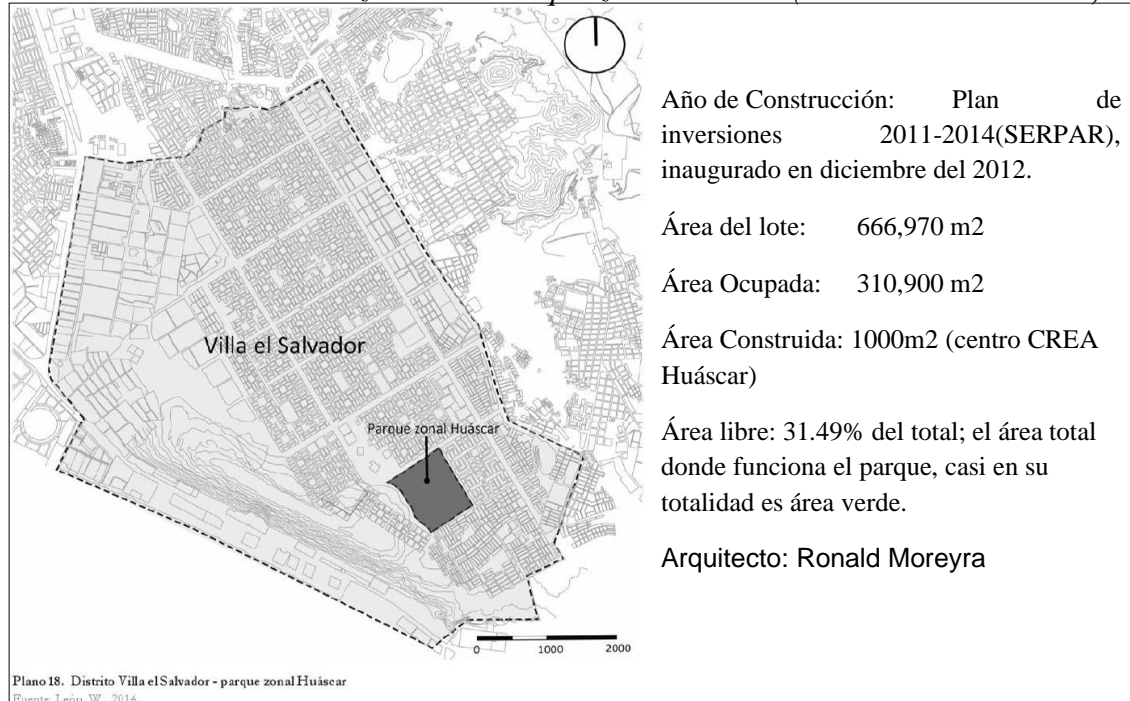 Villa el Salvador
Parque zonal Huáscar
0 1000 2000
Plano 18. Distrito Villa el Salvador - parque zonal Huáscar
Fuente León, W. 2014
Año de Construcción: Plan de
inversiones 2011-2014(SERPAR),
inaugurado en diciembre del 2012.
Área del lote: 666,970 m2
Área Ocupada: 310,900 m2
Área Construida: 1000m2 (centro CREA
Huáscar)
Área libre: 31.49% del total; el área total
donde funciona el parque, casi en su
totalidad es área verde.
Arquitecto: Ronald Moreyra